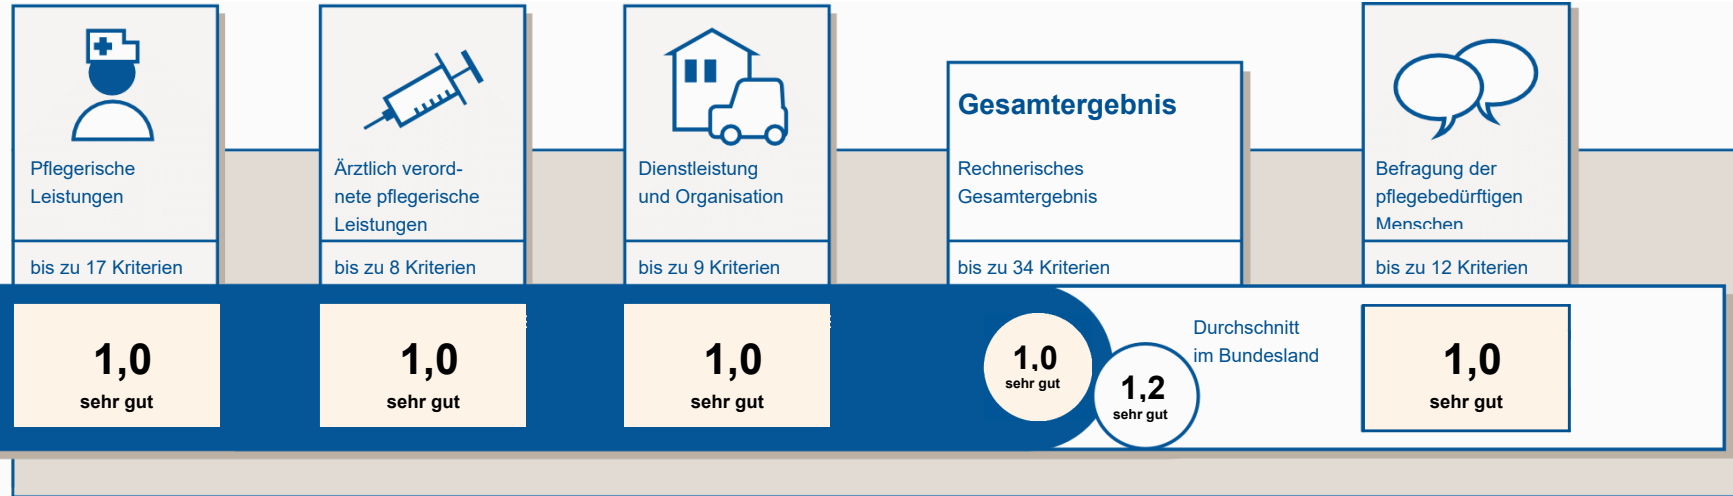 Pflegerische
Leistungen
bis zu 17 Kriterien
1,0
sehr gut
Ärztlich verord-
nete pflegerische
Leistungen
bis zu 8 Kriterien
1,0
sehr gut
Dienstleistung
und Organisation
bis zu 9 Kriterien
1,0
sehr gut
Gesamtergebnis
Rechnerisches
Gesamtergebnis
bis zu 34 Kriterien
1,0
sehr gut
1,2
sehr gut
Durchschnitt
im Bundesland
Befragung der
pflegebedürftigen
Menschen
bis zu 12 Kriterien
1,0
sehr gut